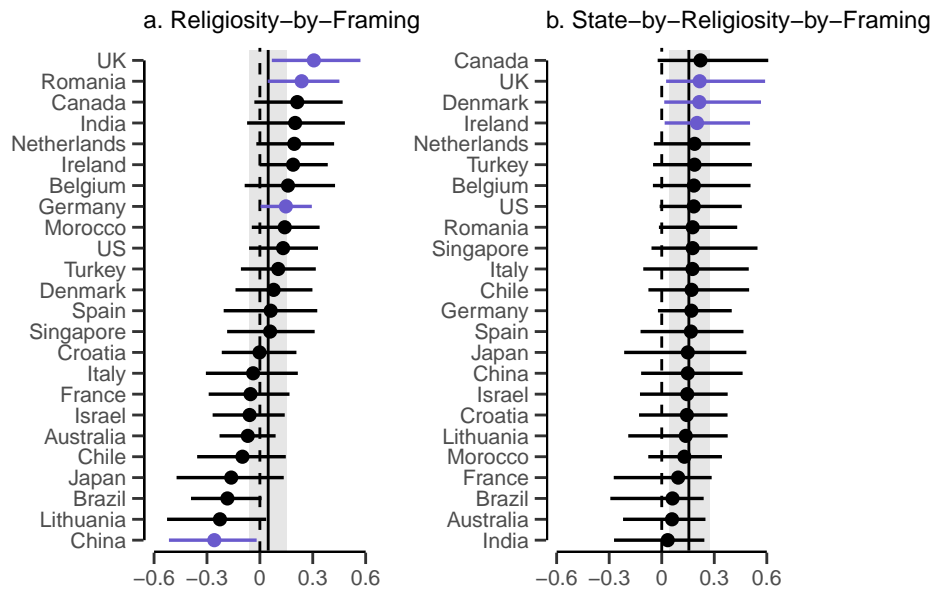 a. Religiosity−by−Framing
UK
Romania
Canada
India
Netherlands
Ireland
Belgium
Germany
Morocco
US
Turkey
Denmark
Spain
Singapore
Croatia
Italy
France
Israel
Australia
Chile
Japan
Brazil
Lithuania
China
−0.6 −0.3 0 0.3 0.6
b. State−by−Religiosity−by−Framing
Canada
UK
Denmark
Ireland
Netherlands
Turkey
Belgium
US
Romania
Singapore
Italy
Chile
Germany
Spain
Japan
China
Israel
Croatia
Lithuania
Morocco
France
Brazil
Australia
India
−0.6 −0.3 0 0.3 0.6